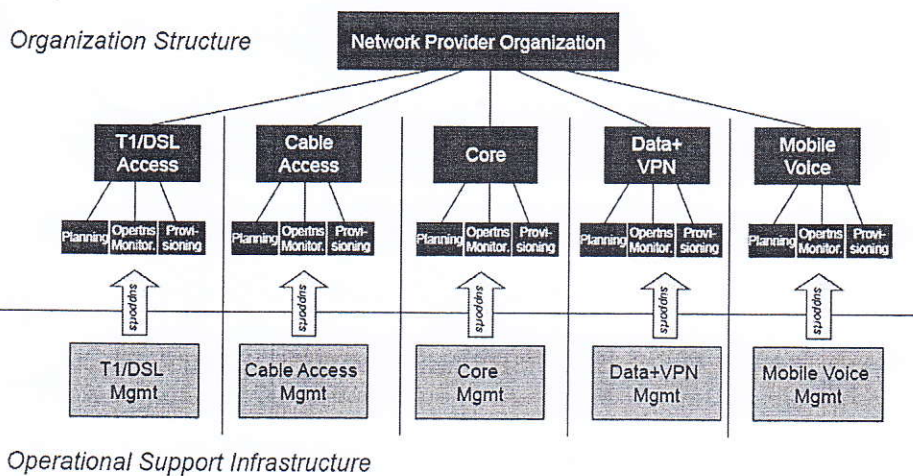 Organization Structure
Network Provider Organization
T1/DSL
Access
Cable
Access
Core
Data+
VPN
Mobile
Voice
Planning
Opertns
Monitor.
Provi-
sioning
Planning
Opertns
Monitor.
Provi-
sioning
Planning
Opertns
Monitor.
Provi-
sioning
Planning
Opertns
Monitor.
Provi-
sioning
Planning
Opertns
Monitor.
Provi-
sioning
supports
supports
supports
supports
supports
T1/DSL
Mgmt
Cable Access
Mgmt
Core
Mgmt
Data+VPN
Mgmt
Mobile Voice
Mgmt
Operational Support Infrastructure